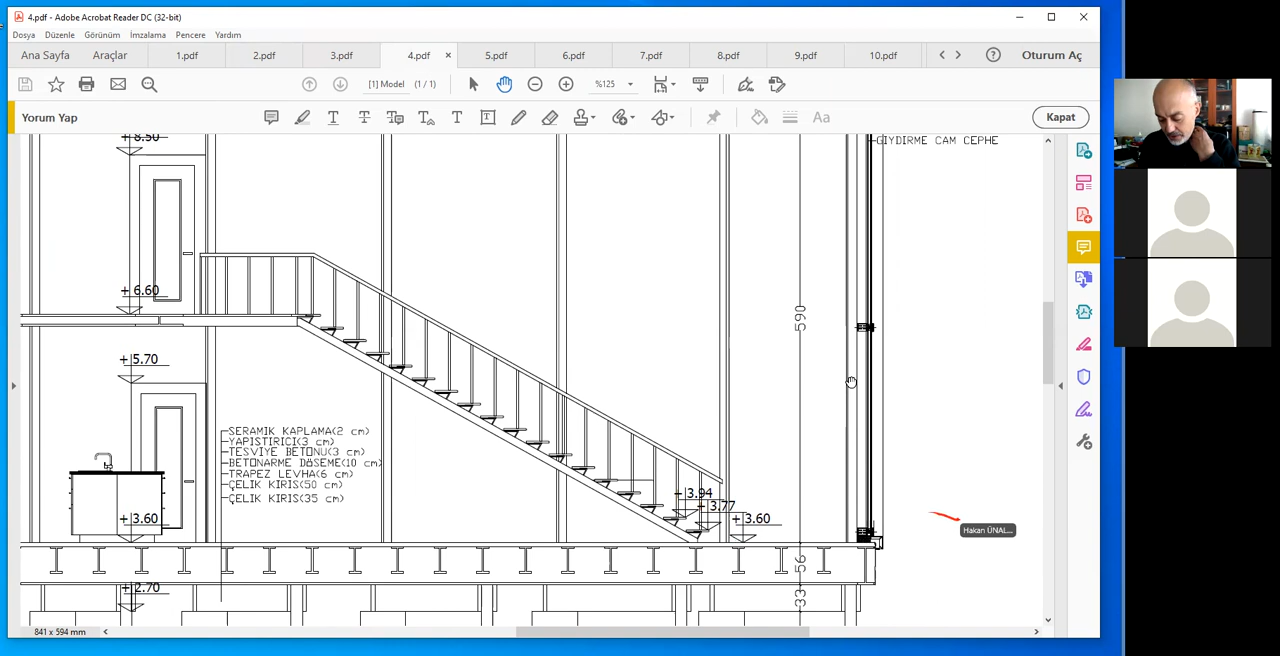 4.pdf - Adobe Acrobat Reader DC (32-bit)
Dosya Düzenle Görünüm İmzalama Pencere Yardım
Ana Sayfa Araçlar 1.pdf 2.pdf 3.pdf 4.pdf × 5.pdf 6.pdf 7.pdf 8.pdf 9.pdf 10.pdf Oturum Aç
[1] Model (1 / 1) %125
Yorum Yap Kapat
+8.50
GİYDİRME CAM CEPHE
+6.60
590
+5.70
SERAMİK KAPLAMA(2 cm)
YAPISTIRICI(3 cm)
TESVİYE BETONU(3 cm)
BETONARME DÖSEME(10 cm)
TRAPEZ LEVHA(6 cm)
ÇELİK KİRİS(50 cm)
ÇELİK KİRİS(35 cm)
+3.94
+3.77
+3.60
+3.60
Hakan ÜNAL...
56
+2.70
33
841 x 594 mm